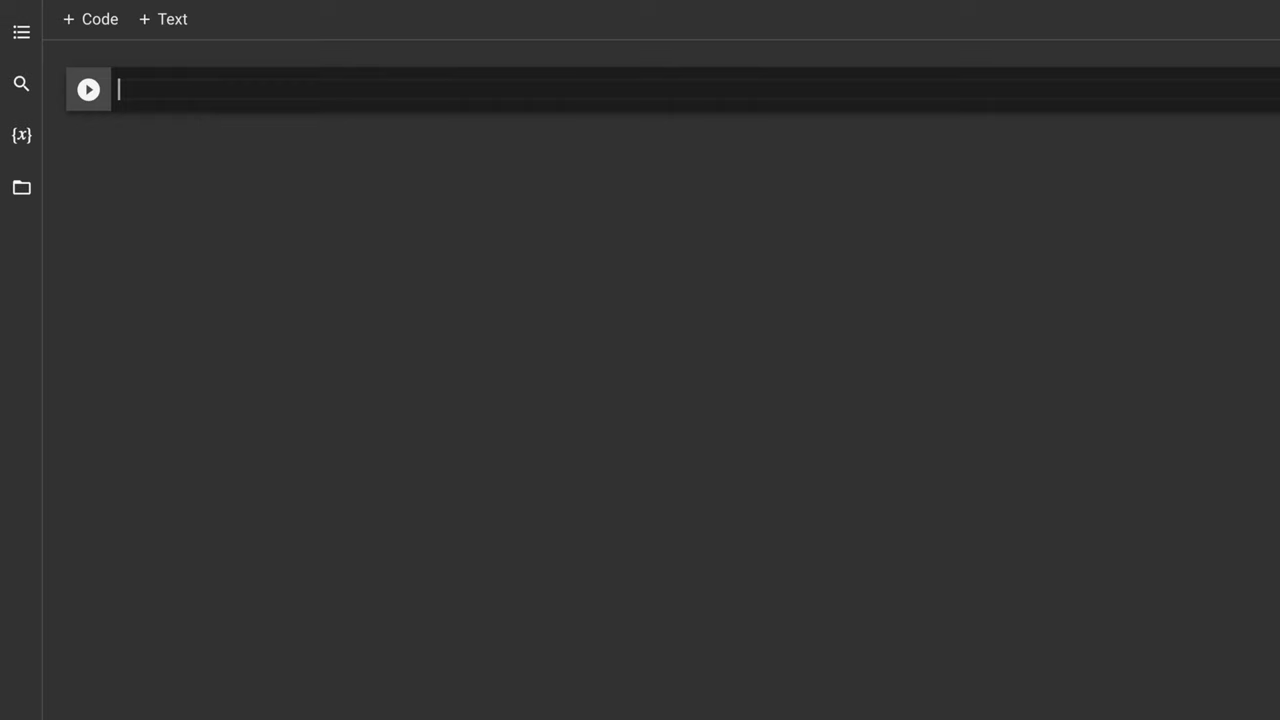 + Code + Text
{x}